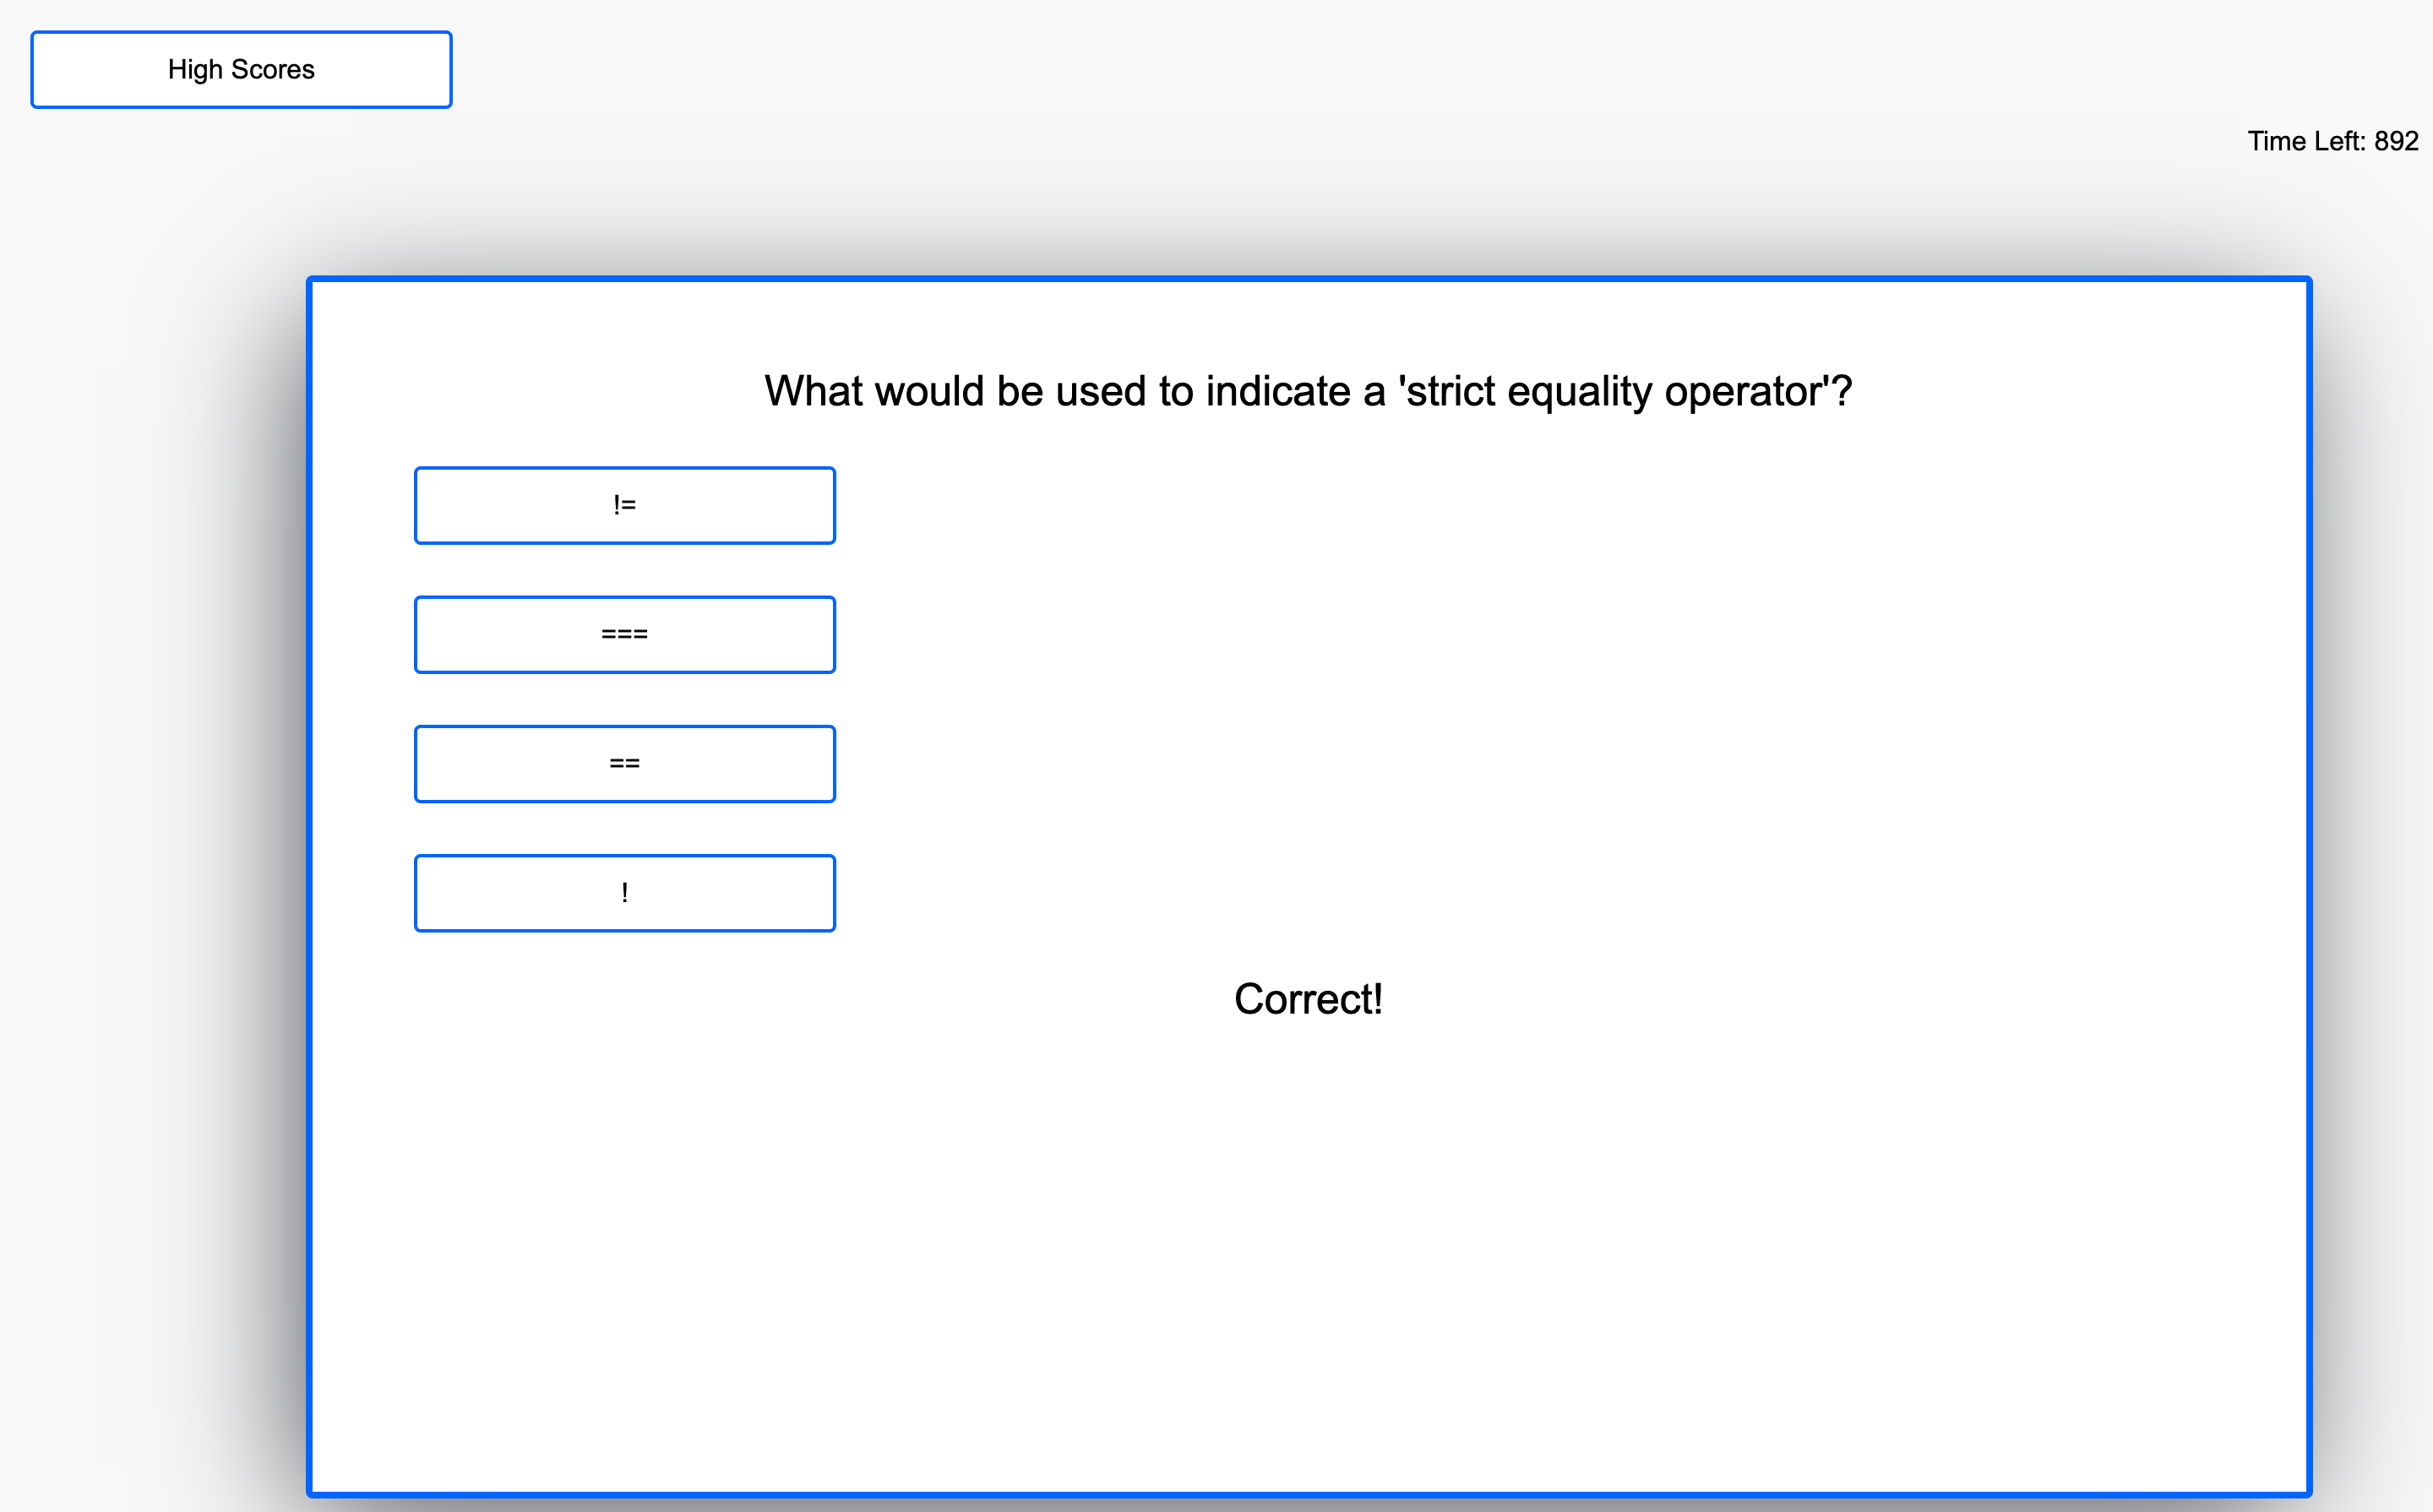 High Scores
Time Left: 892
What would be used to indicate a 'strict equality operator'?
!=
===
==
!
Correct!